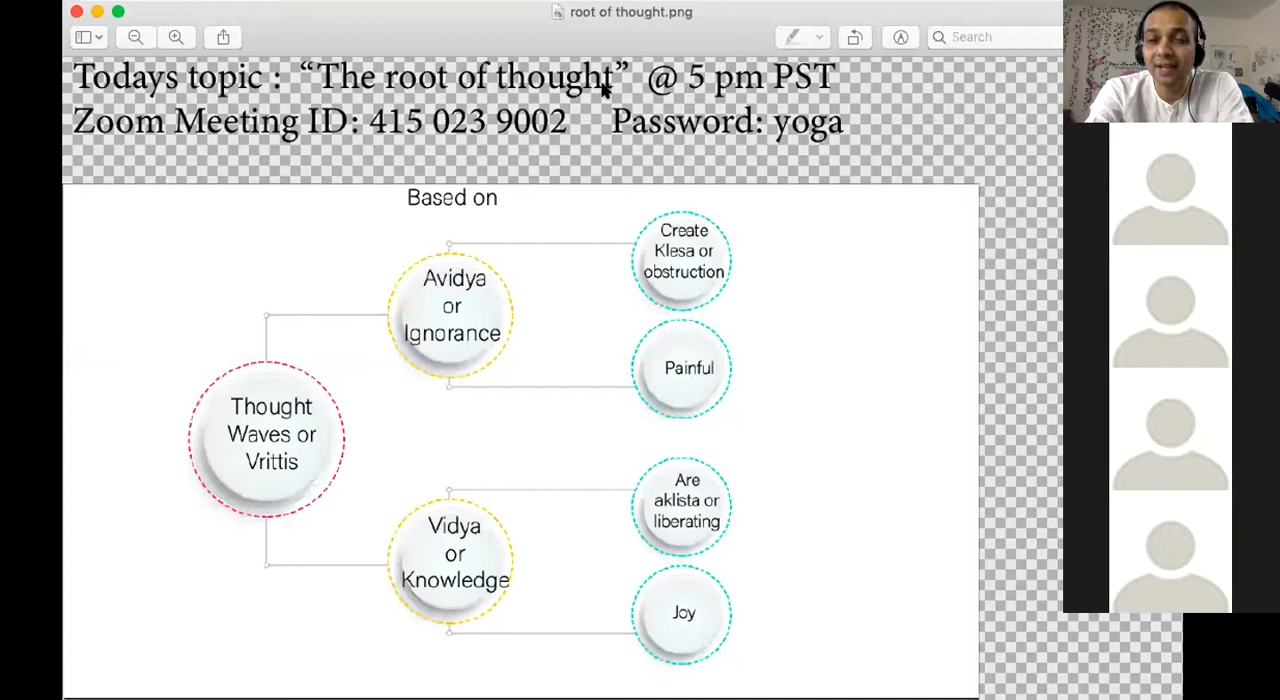 root of thought.png
Search
Todays topic : “The root of thought” @ 5 pm PST
Zoom Meeting ID: 415 023 9002 Password: yoga
Based on
Create
Klesa or
obstruction
Avidya
or
Ignorance
Painful
Thought
Waves or
Vrittis
Are
aklista or
liberating
Vidya
or
Knowledge
Joy